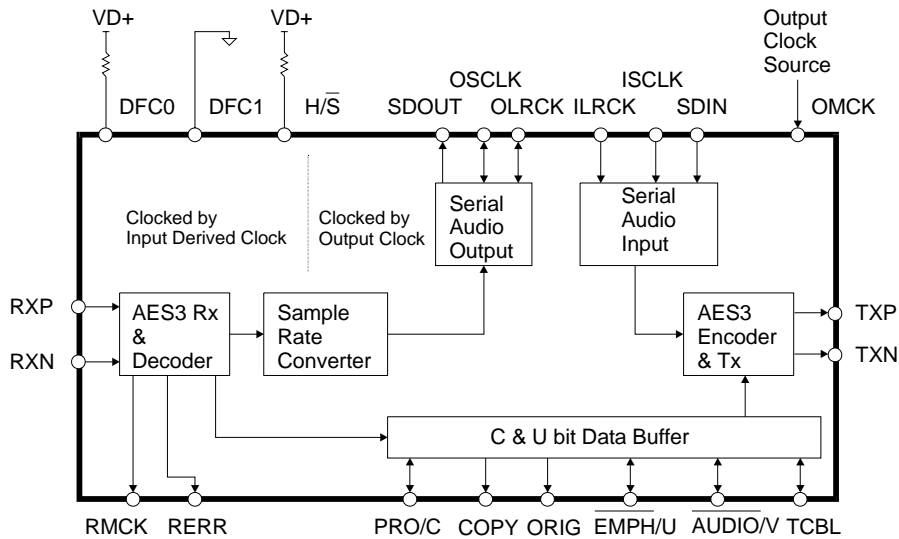 VD+
VD+
Output
Clock
Source
DFC0
DFC1
H/S̅
OSCLK
SDOUT
OLRCK
ISCLK
ILRCK
SDIN
OMCK
Clocked by
Input Derived Clock
Clocked by
Output Clock
Serial
Audio
Output
Serial
Audio
Input
RXP
RXN
AES3 Rx
&
Decoder
Sample
Rate
Converter
AES3
Encoder
& Tx
TXP
TXN
C & U bit Data Buffer
RMCK
RERR
PRO/C
COPY
ORIG
E̅M̅P̅H̅/U
A̅U̅D̅I̅O̅/V
TCBL